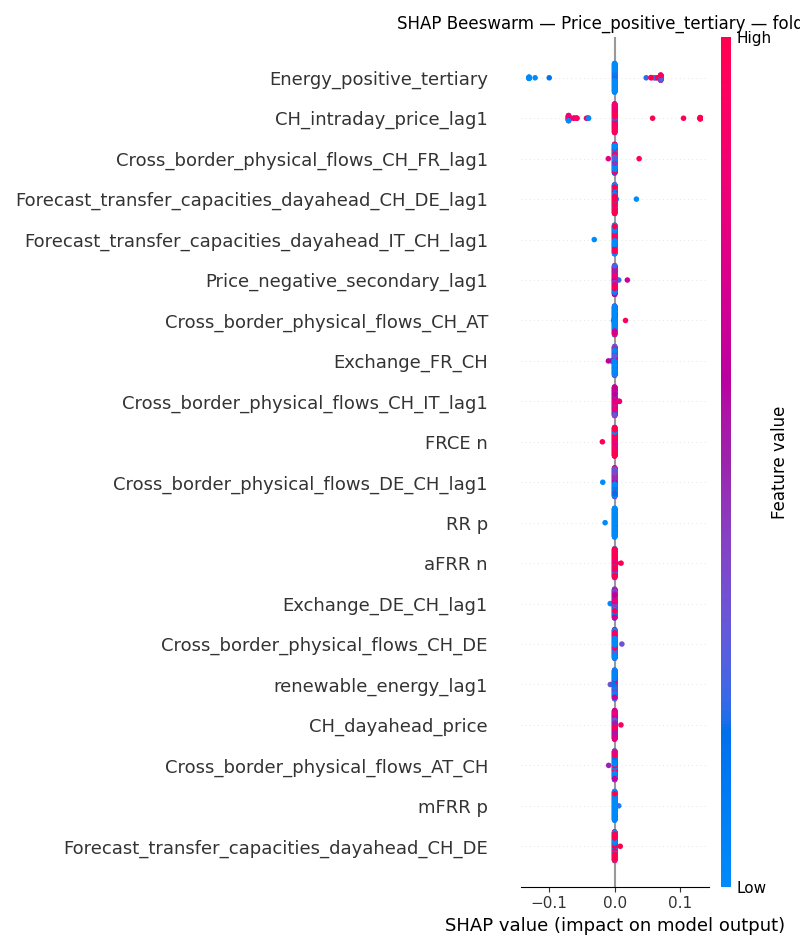 SHAP Beeswarm — Price_positive_tertiary — fold
High
Energy_positive_tertiary
CH_intraday_price_lag1
Cross_border_physical_flows_CH_FR_lag1
Forecast_transfer_capacities_dayahead_CH_DE_lag1
Forecast_transfer_capacities_dayahead_IT_CH_lag1
Price_negative_secondary_lag1
Cross_border_physical_flows_CH_AT
Exchange_FR_CH
Cross_border_physical_flows_CH_IT_lag1
FRCE n
Cross_border_physical_flows_DE_CH_lag1
RR p
aFRR n
Exchange_DE_CH_lag1
Cross_border_physical_flows_CH_DE
renewable_energy_lag1
CH_dayahead_price
Cross_border_physical_flows_AT_CH
mFRR p
Forecast_transfer_capacities_dayahead_CH_DE
Feature value
Low
−0.1 0.0 0.1
SHAP value (impact on model output)